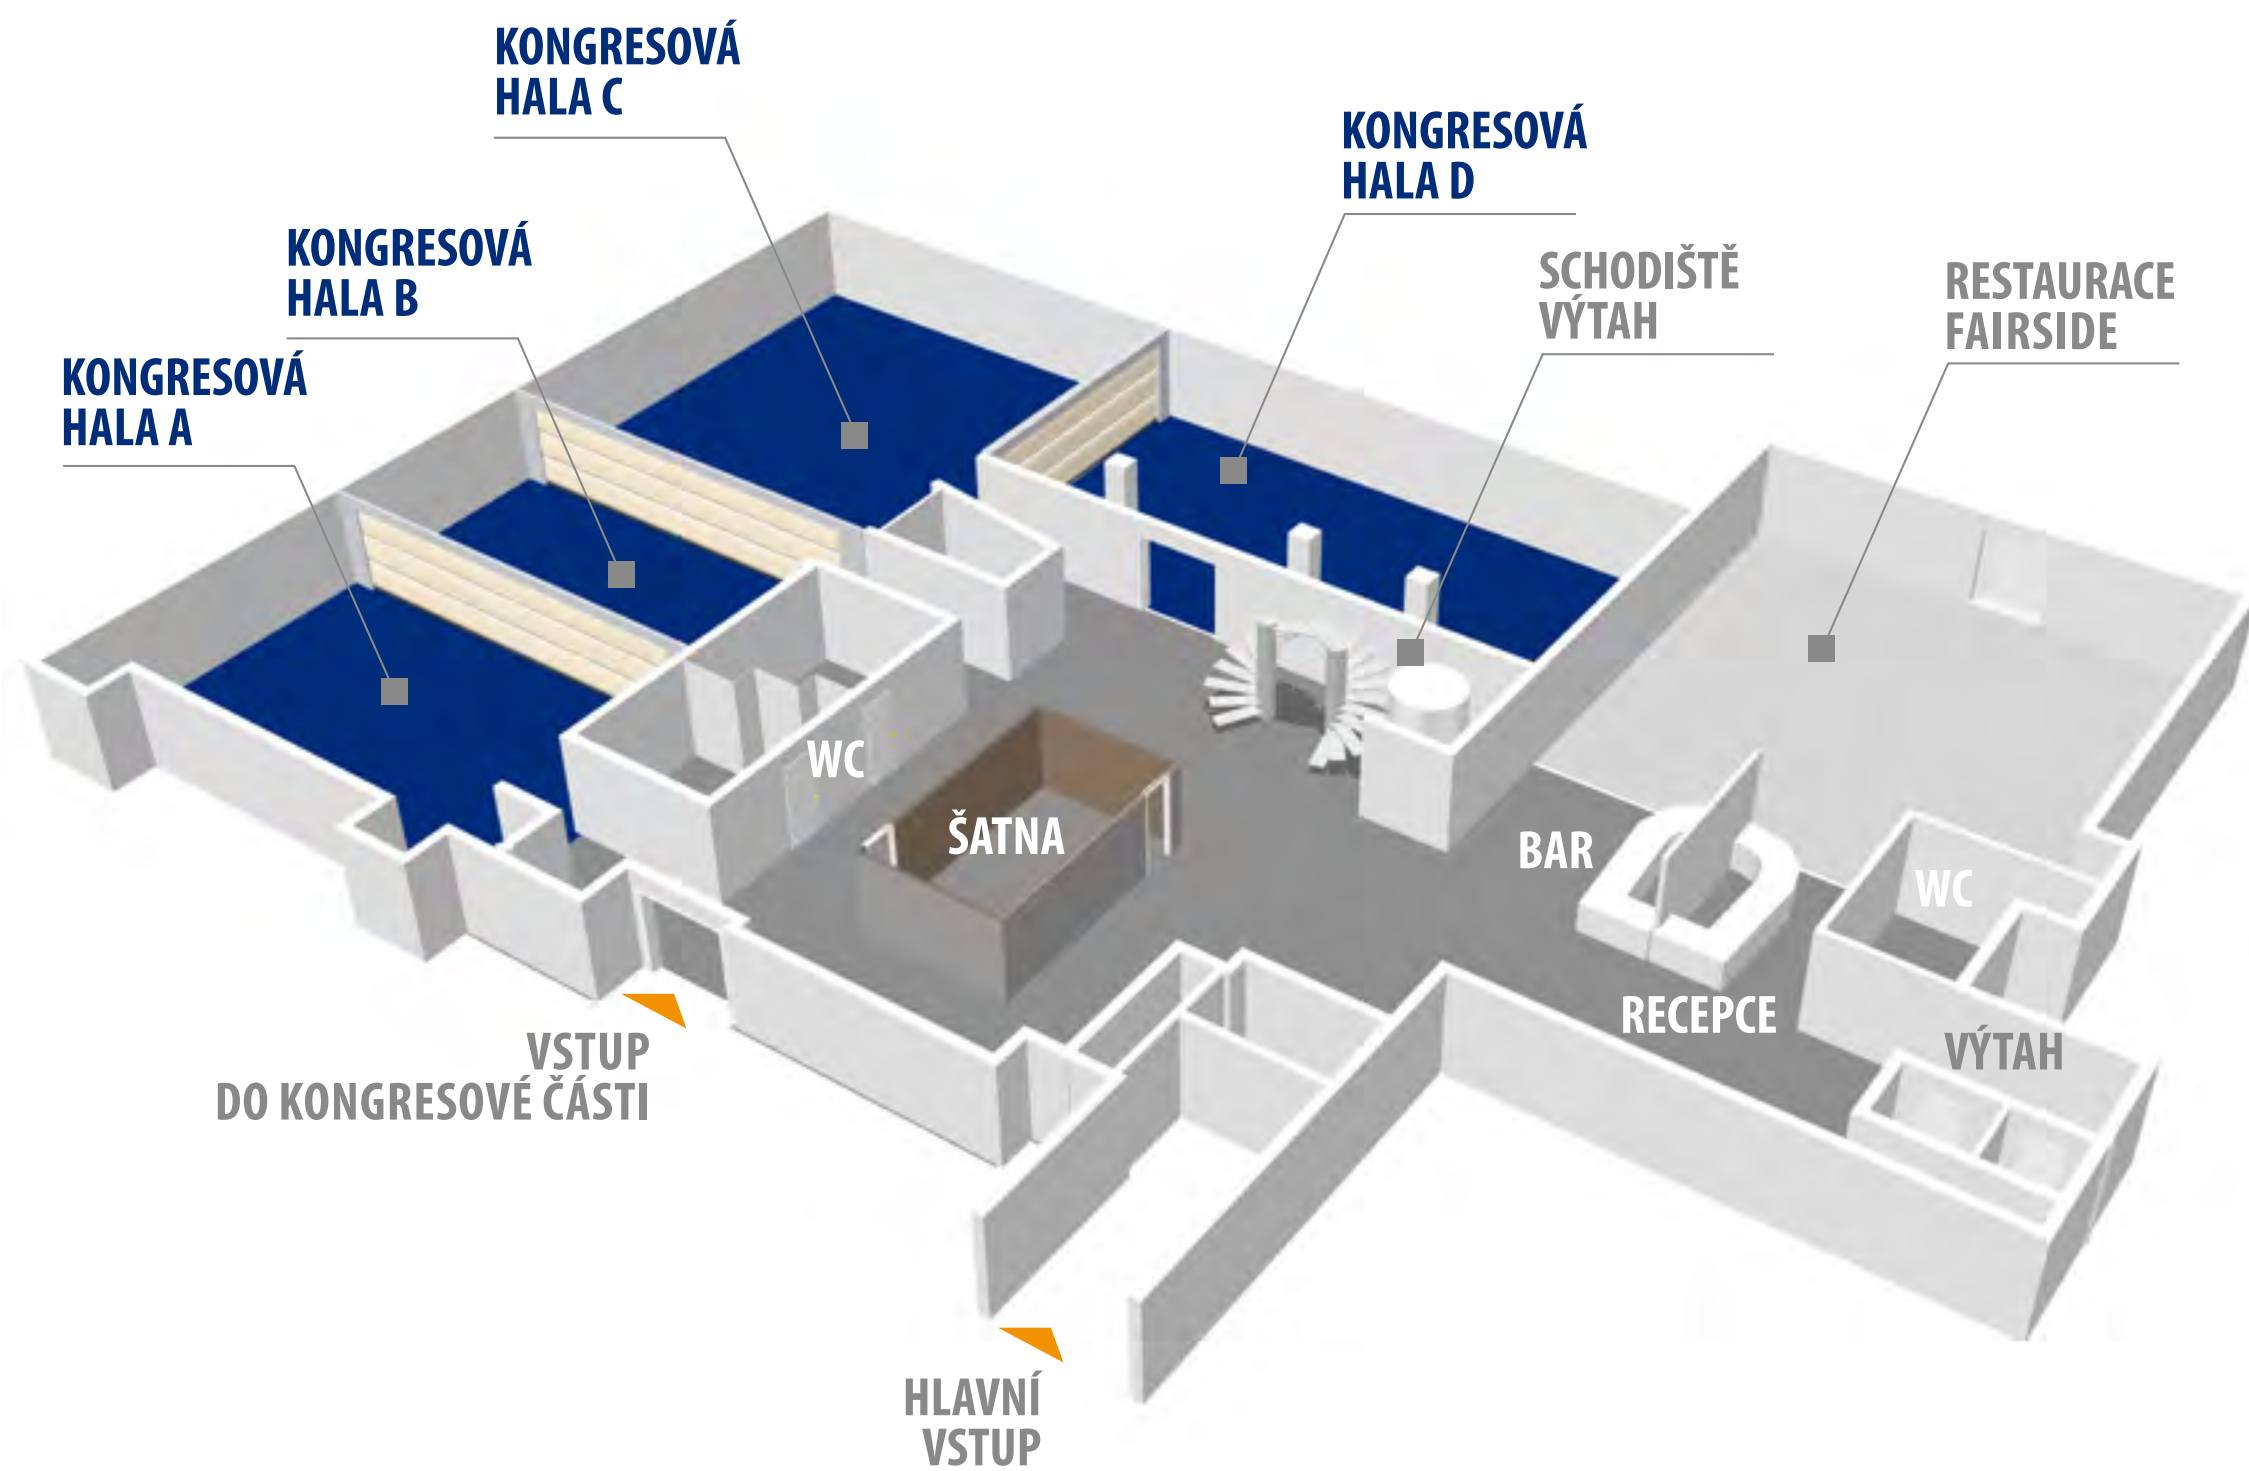 KONGRESOVÁ
HALA C
KONGRESOVÁ
HALA D
KONGRESOVÁ
HALA B
SCHODIŠTĚ
VÝTAH
RESTAURACE
FAIRSIDE
KONGRESOVÁ
HALA A
WC
ŠATNA
BAR
WC
RECEPCE
VÝTAH
VSTUP
DO KONGRESOVÉ ČÁSTI
HLAVNÍ
VSTUP